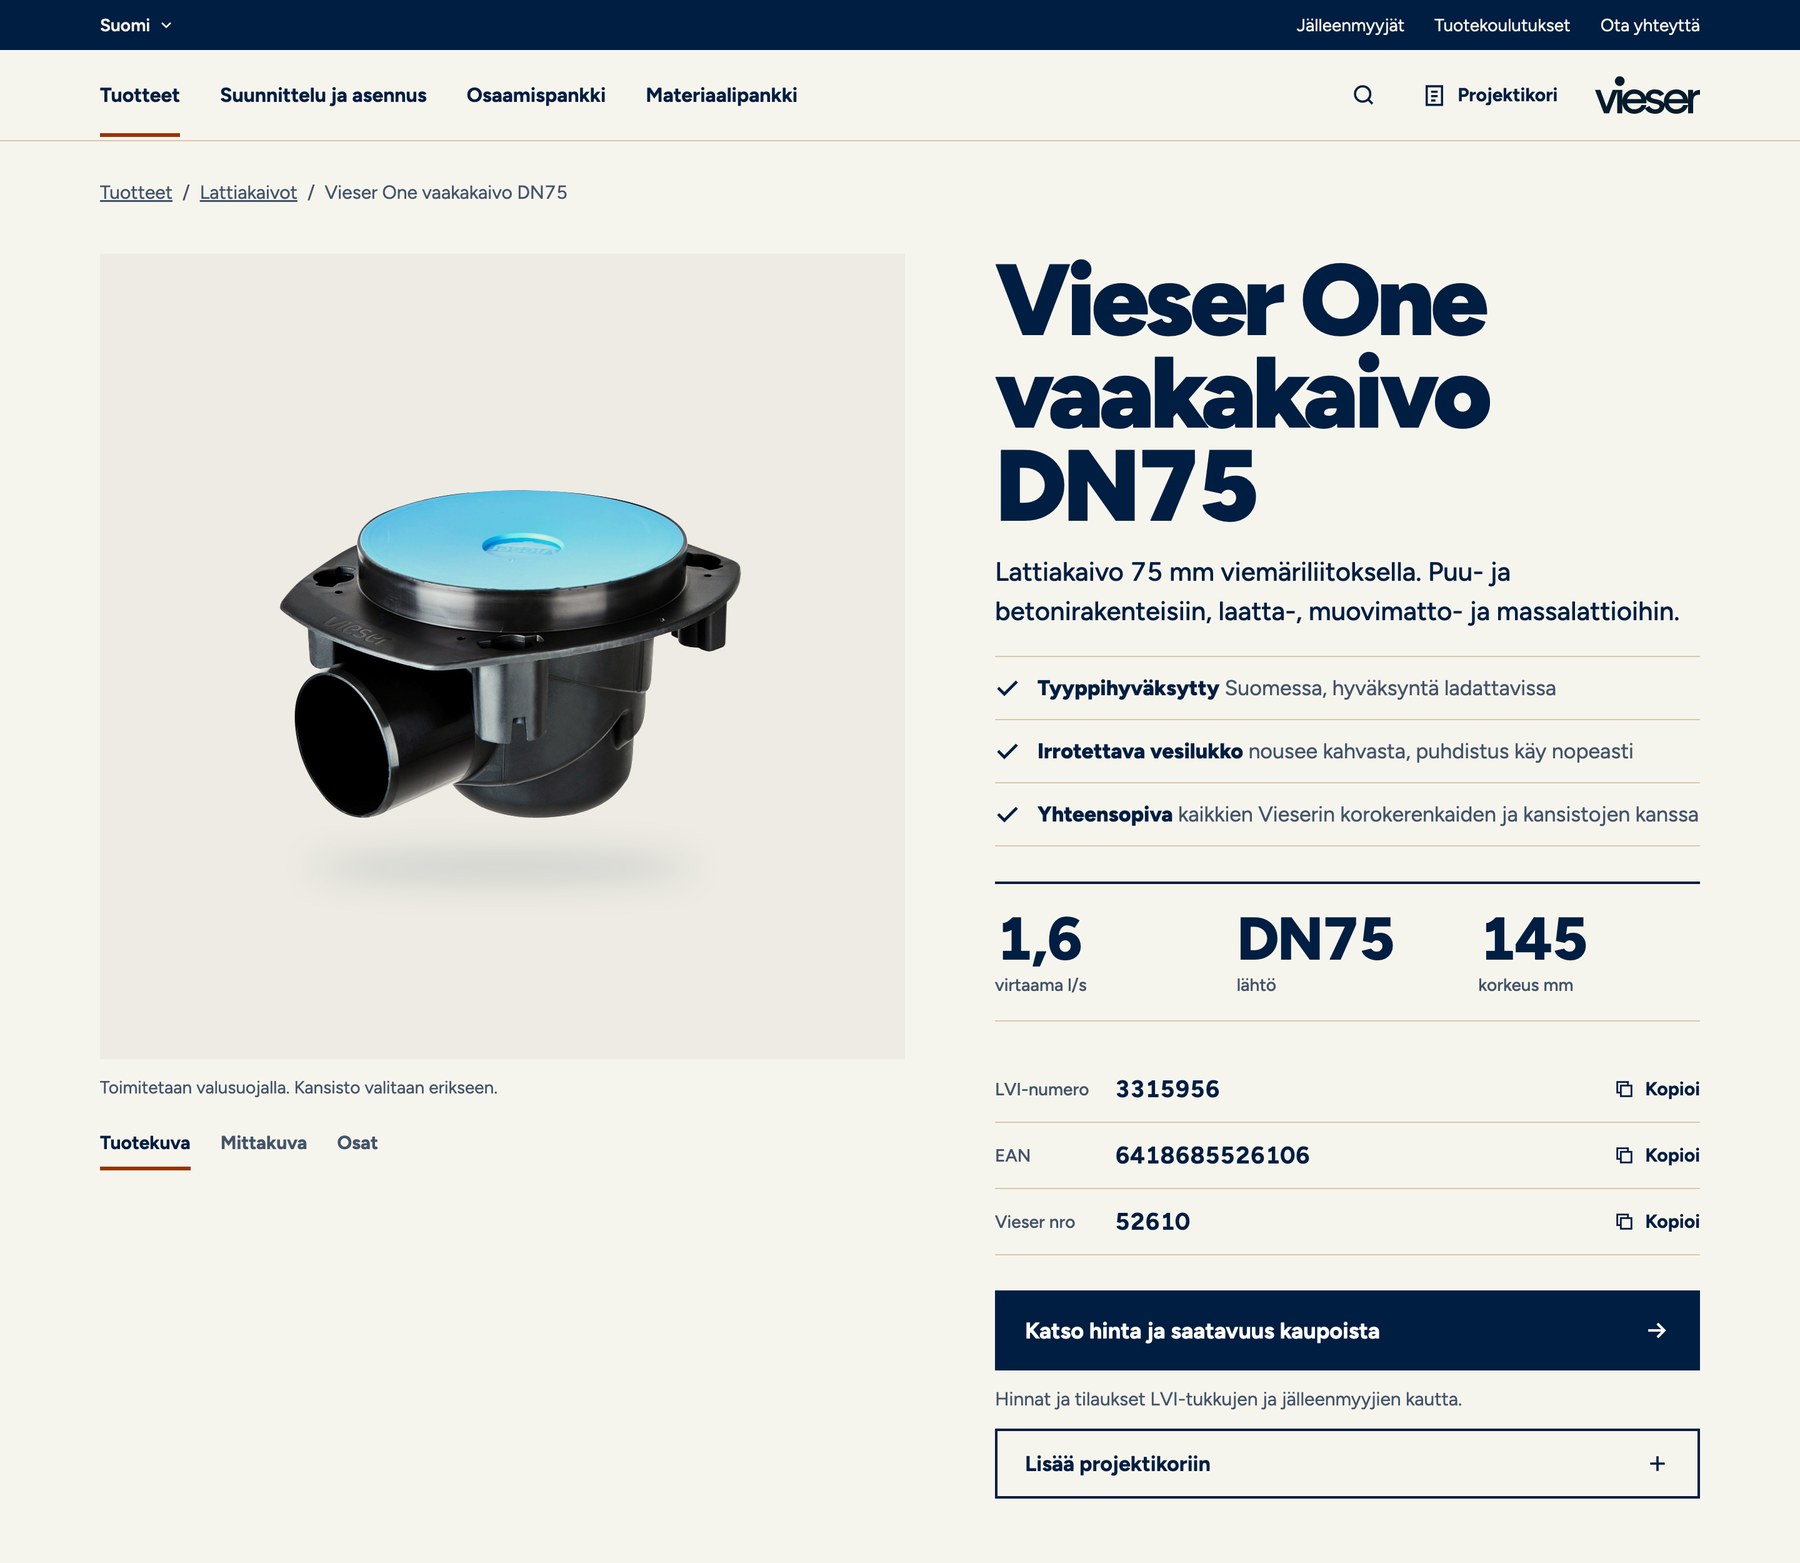 Suomi
Jälleenmyyjät
Tuotekoulutukset
Ota yhteyttä
Tuotteet
Suunnittelu ja asennus
Osaamispankki
Materiaalipankki
Projektikori
vieser
Tuotteet / Lattiakaivot / Vieser One vaakakaivo DN75
vieser
Toimitetaan valusuojalla. Kansisto valitaan erikseen.
Tuotekuva
Mittakuva
Osat
Vieser One
vaakakaivo
DN75
Lattiakaivo 75 mm viemäriliitoksella. Puu- ja
betonirakenteisiin, laatta-, muovimatto- ja massalattioihin.
Tyyppihyväksytty Suomessa, hyväksyntä ladattavissa
Irrotettava vesilukko nousee kahvasta, puhdistus käy nopeasti
Yhteensopiva kaikkien Vieserin korokerenkaiden ja kansistojen kanssa
1,6
virtaama l/s
DN75
lähtö
145
korkeus mm
LVI-numero 3315956 Kopioi
EAN 6418685526106 Kopioi
Vieser nro 52610 Kopioi
Katso hinta ja saatavuus kaupoista
Hinnat ja tilaukset LVI-tukkujen ja jälleenmyyjien kautta.
Lisää projektikoriin